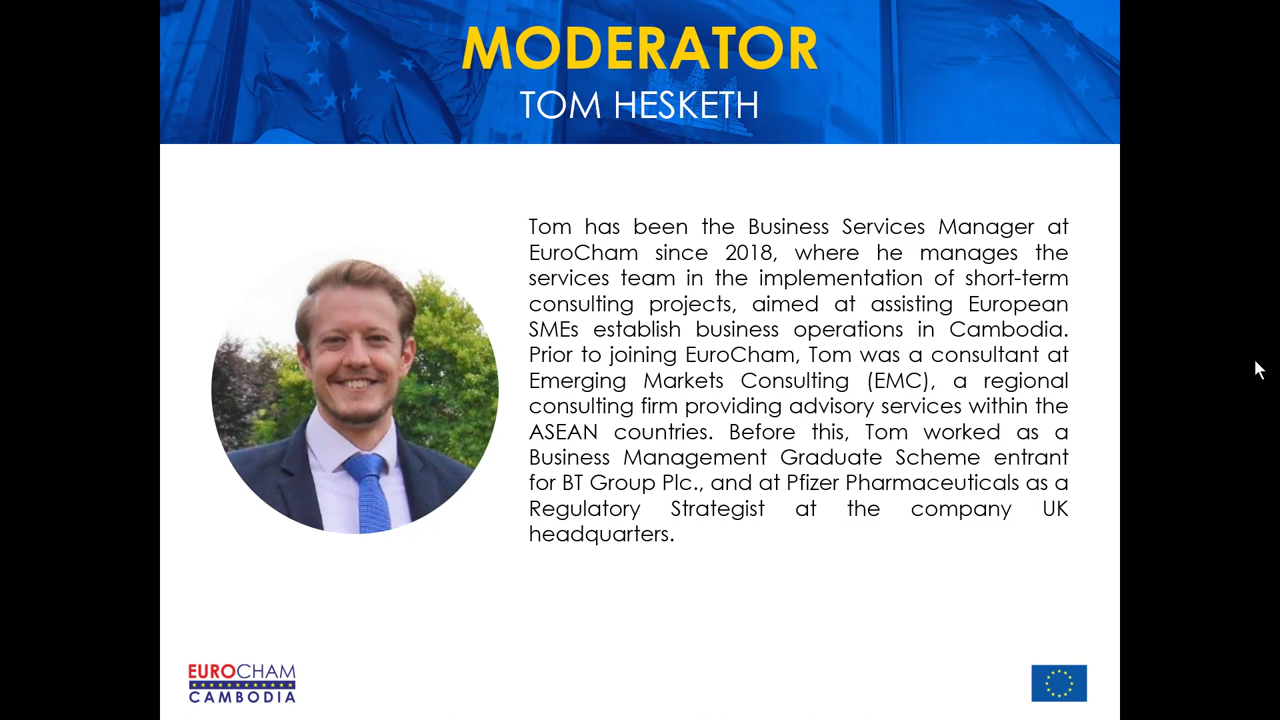 MODERATOR
TOM HESKETH
Tom has been the Business Services Manager at
EuroCham since 2018, where he manages the
services team in the implementation of short-term
consulting projects, aimed at assisting European
SMEs establish business operations in Cambodia.
Prior to joining EuroCham, Tom was a consultant at
Emerging Markets Consulting (EMC), a regional
consulting firm providing advisory services within the
ASEAN countries. Before this, Tom worked as a
Business Management Graduate Scheme entrant
for BT Group Plc., and at Pfizer Pharmaceuticals as a
Regulatory Strategist at the company UK
headquarters.
EUROCHAM
CAMBODIA